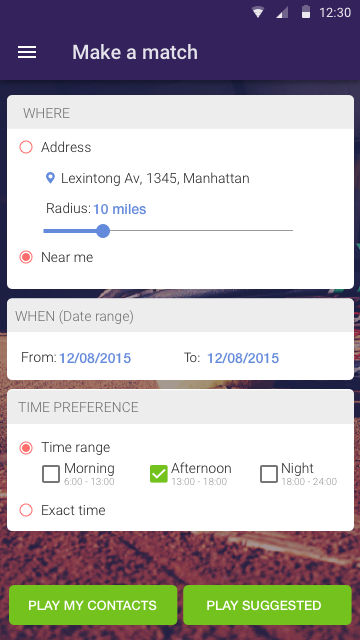 12:30
Make a match
WHERE
Address
Lexintong Av, 1345, Manhattan
Radius: 10 miles
Near me
WHEN (Date range)
From: 12/08/2015 To: 12/08/2015
TIME PREFERENCE
Time range
Morning Afternoon Night
6:00 - 13:00 13:00 - 18:00 18:00 - 24:00
Exact time
PLAY MY CONTACTS PLAY SUGGESTED